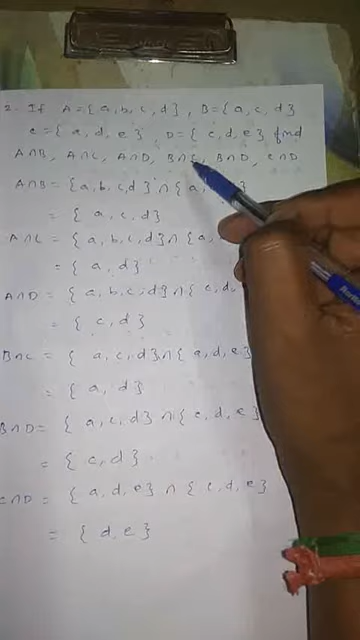 2. If A = { a, b, c, d } , B = { a, c, d }
c = { a, d, e } D = { c, d, e } find
A∩B, A∩C, A∩D, B∩C, B∩D, C∩D
A∩B = { a, b, c, d } ∩ { a, }
= { a, c, d }
A∩C = { a, b, c, d } ∩ { a,
= { a, d }
A∩D = { a, b, c, d } ∩ { c, d,
= { c, d }
B∩C = { a, c, d } ∩ { a, d, e }
= { a, d }
B∩D = { a, c, d } ∩ { c, d, e }
= { c, d }
C∩D = { a, d, e } ∩ { c, d, e }
= { d, e }